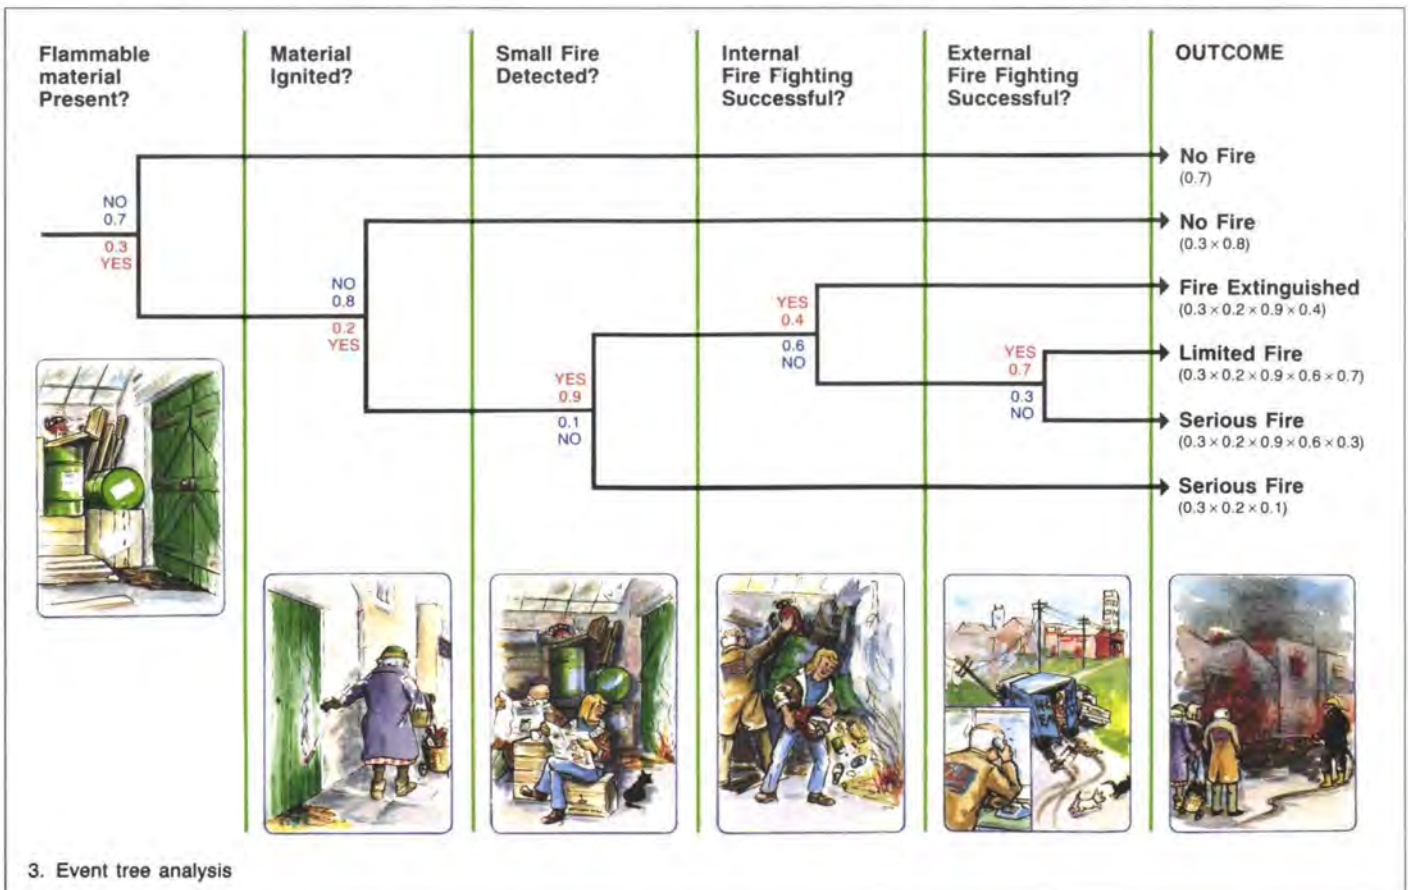 Flammable
material
Present?
Material
Ignited?
Small Fire
Detected?
Internal
Fire Fighting
Successful?
External
Fire Fighting
Successful?
OUTCOME
NO
0.7
0.3
YES
NO
0.8
0.2
YES
YES
0.9
0.1
NO
YES
0.4
0.6
NO
YES
0.7
0.3
NO
No Fire
(0.7)
No Fire
(0.3 × 0.8)
Fire Extinguished
(0.3 × 0.2 × 0.9 × 0.4)
Limited Fire
(0.3 × 0.2 × 0.9 × 0.6 × 0.7)
Serious Fire
(0.3 × 0.2 × 0.9 × 0.6 × 0.3)
Serious Fire
(0.3 × 0.2 × 0.1)
3. Event tree analysis